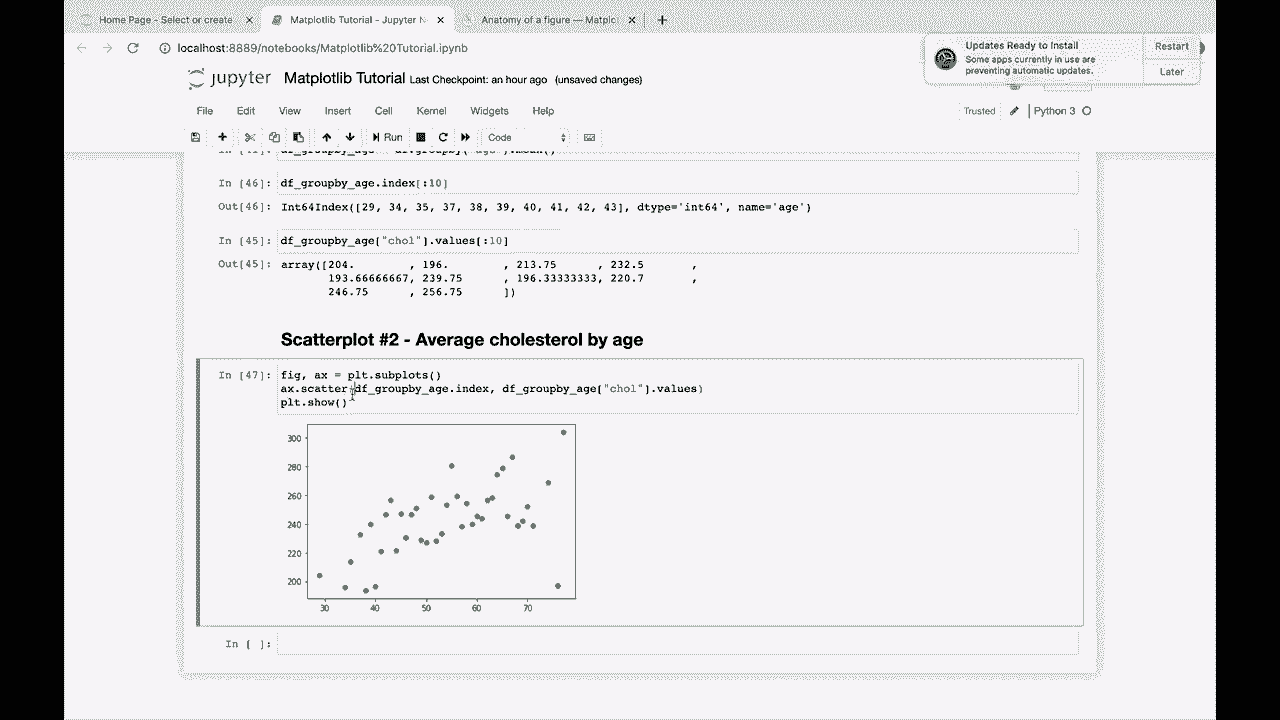 Home Page - Select or create
Matplotlib Tutorial - Jupyter N
Anatomy of a figure — Matplot
localhost:8889/notebooks/Matplotlib%20Tutorial.ipynb
Updates Ready to Install
Some apps currently in use are
preventing automatic updates.
Restart
Later
jupyter Matplotlib Tutorial Last Checkpoint: an hour ago (unsaved changes)
File Edit View Insert Cell Kernel Widgets Help
Trusted Python 3
Run Code
In [46]: df_groupby_age.index[:10]
Out[46]: Int64Index([29, 34, 35, 37, 38, 39, 40, 41, 42, 43], dtype='int64', name='age')
In [45]: df_groupby_age["chol"].values[:10]
Out[45]: array([204. , 196. , 213.75 , 232.5 ,
193.66666667, 239.75 , 196.33333333, 220.7 ,
246.75 , 256.75 ])
Scatterplot #2 - Average cholesterol by age
In [47]: fig, ax = plt.subplots()
ax.scatter(df_groupby_age.index, df_groupby_age["chol"].values)
plt.show()
300
280
260
240
220
200
30 40 50 60 70
In [ ]: